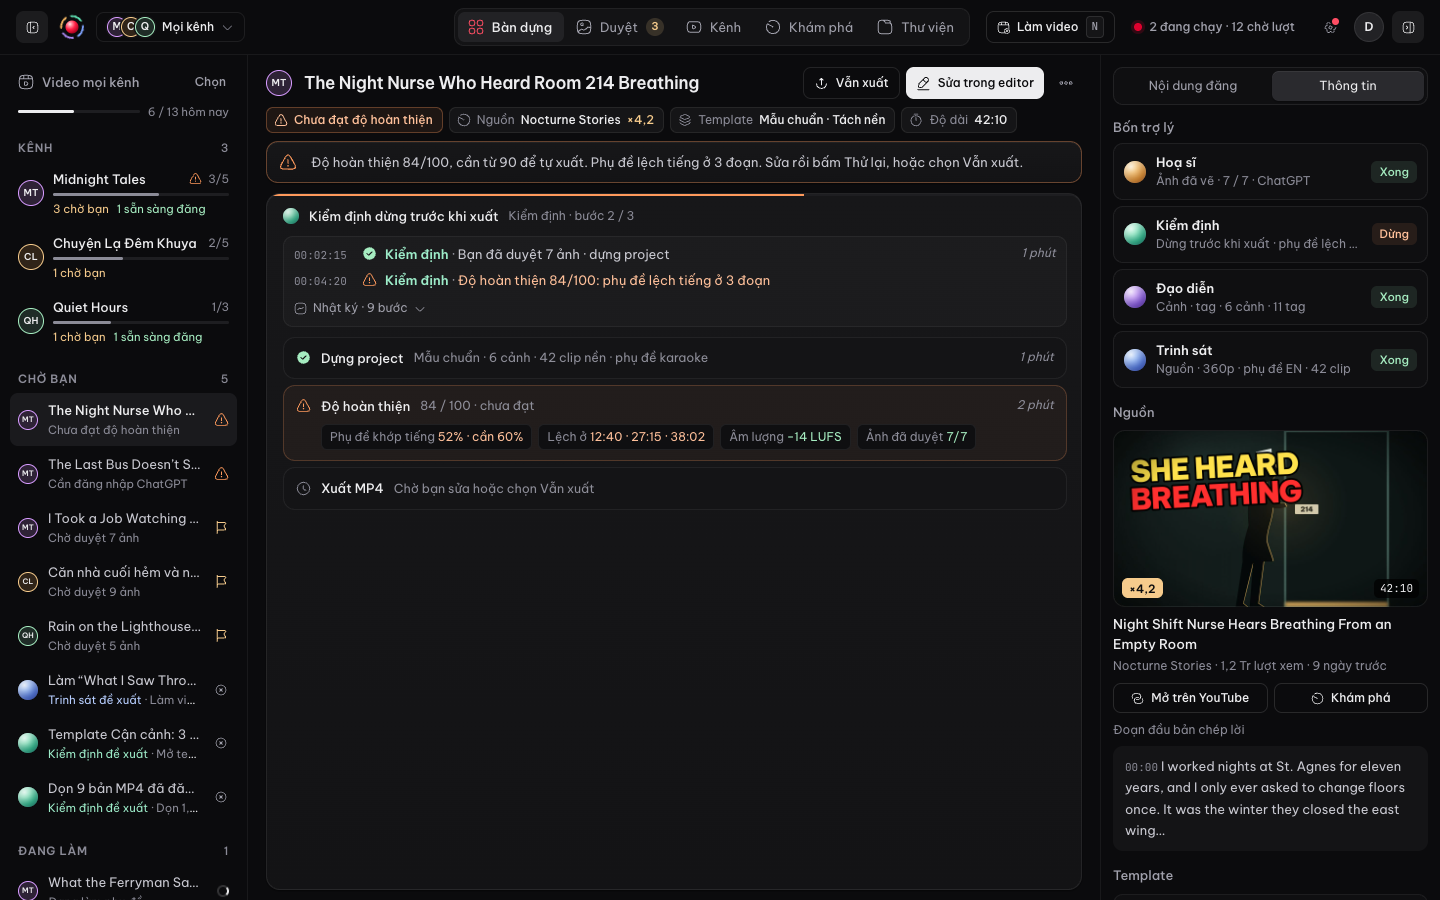 M C Q Mọi kênh
Bàn dựng
Duyệt 3
Kênh
Khám phá
Thư viện
Làm video N
2 đang chạy · 12 chờ lượt
D
Video mọi kênh Chọn
6 / 13 hôm nay
KÊNH 3
MT Midnight Tales 3/5
3 chờ bạn 1 sẵn sàng đăng
CL Chuyện Lạ Đêm Khuya 2/5
1 chờ bạn
QH Quiet Hours 1/3
1 chờ bạn 1 sẵn sàng đăng
CHỜ BẠN 5
MT The Night Nurse Who ...
Chưa đạt độ hoàn thiện
MT The Last Bus Doesn't S...
Cần đăng nhập ChatGPT
MT I Took a Job Watching ...
Chờ duyệt 7 ảnh
CL Căn nhà cuối hẻm và n...
Chờ duyệt 9 ảnh
QH Rain on the Lighthouse...
Chờ duyệt 5 ảnh
Làm “What I Saw Thro...
Trinh sát đề xuất · Làm vi...
Template Cận cảnh: 3 ...
Kiểm định đề xuất · Mở te...
Dọn 9 bản MP4 đã đã...
Kiểm định đề xuất · Dọn 1,...
ĐANG LÀM 1
MT What the Ferryman Sa...
MT The Night Nurse Who Heard Room 214 Breathing
Vẫn xuất
Sửa trong editor
Chưa đạt độ hoàn thiện
Nguồn Nocturne Stories ×4,2
Template Mẫu chuẩn · Tách nền
Độ dài 42:10
Độ hoàn thiện 84/100, cần từ 90 để tự xuất. Phụ đề lệch tiếng ở 3 đoạn. Sửa rồi bấm Thử lại, hoặc chọn Vẫn xuất.
Kiểm định dừng trước khi xuất Kiểm định · bước 2 / 3
00:02:15 Kiểm định · Bạn đã duyệt 7 ảnh · dựng project 1 phút
00:04:20 Kiểm định · Độ hoàn thiện 84/100: phụ đề lệch tiếng ở 3 đoạn
Nhật ký · 9 bước
Dựng project Mẫu chuẩn · 6 cảnh · 42 clip nền · phụ đề karaoke 1 phút
Độ hoàn thiện 84 / 100 · chưa đạt 2 phút
Phụ đề khớp tiếng 52% · cần 60%
Lệch ở 12:40 · 27:15 · 38:02
Âm lượng −14 LUFS
Ảnh đã duyệt 7/7
Xuất MP4 Chờ bạn sửa hoặc chọn Vẫn xuất
Nội dung đăng
Thông tin
Bốn trợ lý
Hoạ sĩ
Ảnh đã vẽ · 7 / 7 · ChatGPT
Xong
Kiểm định
Dừng trước khi xuất · phụ đề lệch ...
Dừng
Đạo diễn
Cảnh · tag · 6 cảnh · 11 tag
Xong
Trinh sát
Nguồn · 360p · phụ đề EN · 42 clip
Xong
Nguồn
SHE HEARD
BREATHING
214
×4,2
42:10
Night Shift Nurse Hears Breathing From an
Empty Room
Nocturne Stories · 1,2 Tr lượt xem · 9 ngày trước
Mở trên YouTube
Khám phá
Đoạn đầu bản chép lời
00:00 I worked nights at St. Agnes for eleven
years, and I only ever asked to change floors
once. It was the winter they closed the east
wing...
Template